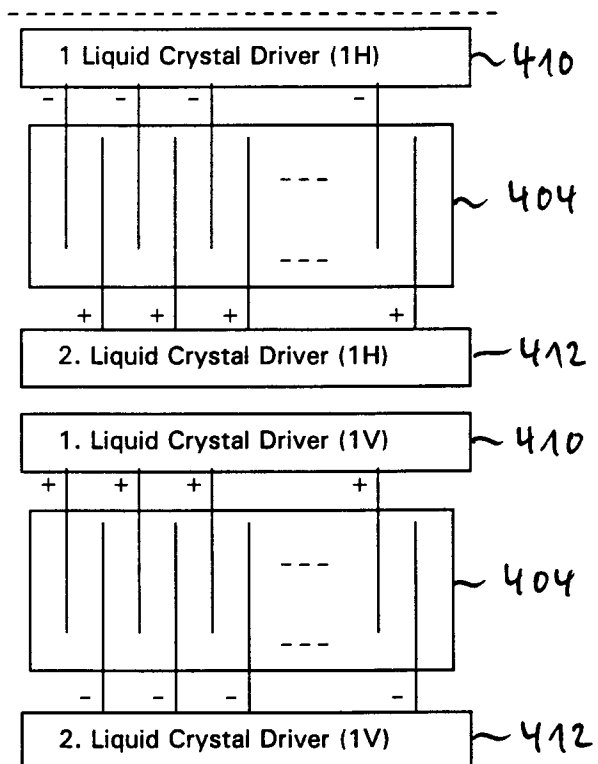 1 Liquid Crystal Driver (1H) 410
- - - -
--- 404
---
+ + + +
2. Liquid Crystal Driver (1H) 412
1. Liquid Crystal Driver (1V) 410
+ + + +
--- 404
---
- - - -
2. Liquid Crystal Driver (1V) 412